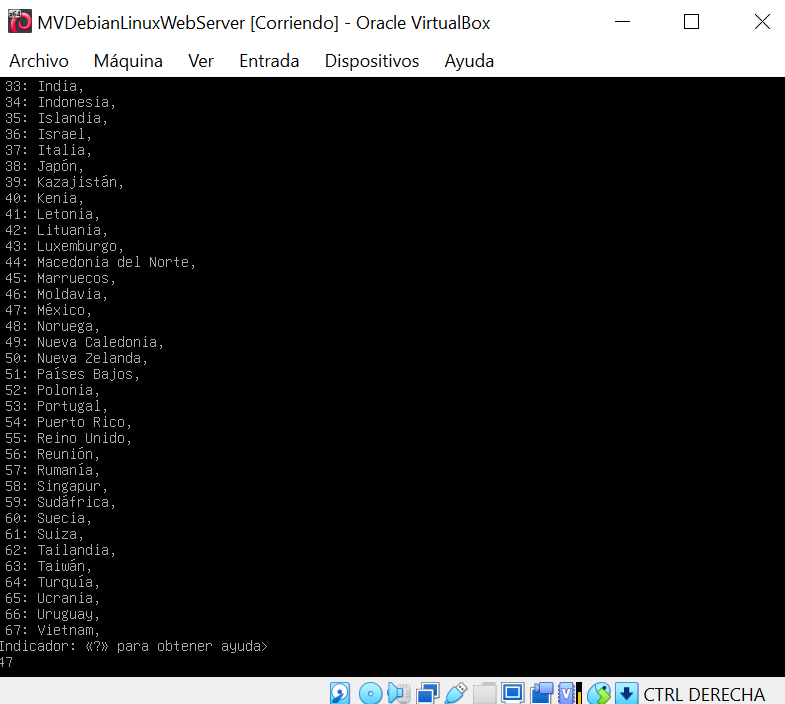 MVDebianLinuxWebServer [Corriendo] - Oracle VirtualBox
Archivo Máquina Ver Entrada Dispositivos Ayuda
33: India,
34: Indonesia,
35: Islandia,
36: Israel,
37: Italia,
38: Japón,
39: Kazajistán,
40: Kenia,
41: Letonia,
42: Lituania,
43: Luxemburgo,
44: Macedonia del Norte,
45: Marruecos,
46: Moldavia,
47: México,
48: Noruega,
49: Nueva Caledonia,
50: Nueva Zelanda,
51: Países Bajos,
52: Polonia,
53: Portugal,
54: Puerto Rico,
55: Reino Unido,
56: Reunión,
57: Rumanía,
58: Singapur,
59: Sudáfrica,
60: Suecia,
61: Suiza,
62: Tailandia,
63: Taiwán,
64: Turquía,
65: Ucrania,
66: Uruguay,
67: Vietnam,
Indicador: «?» para obtener ayuda>
47
CTRL DERECHA